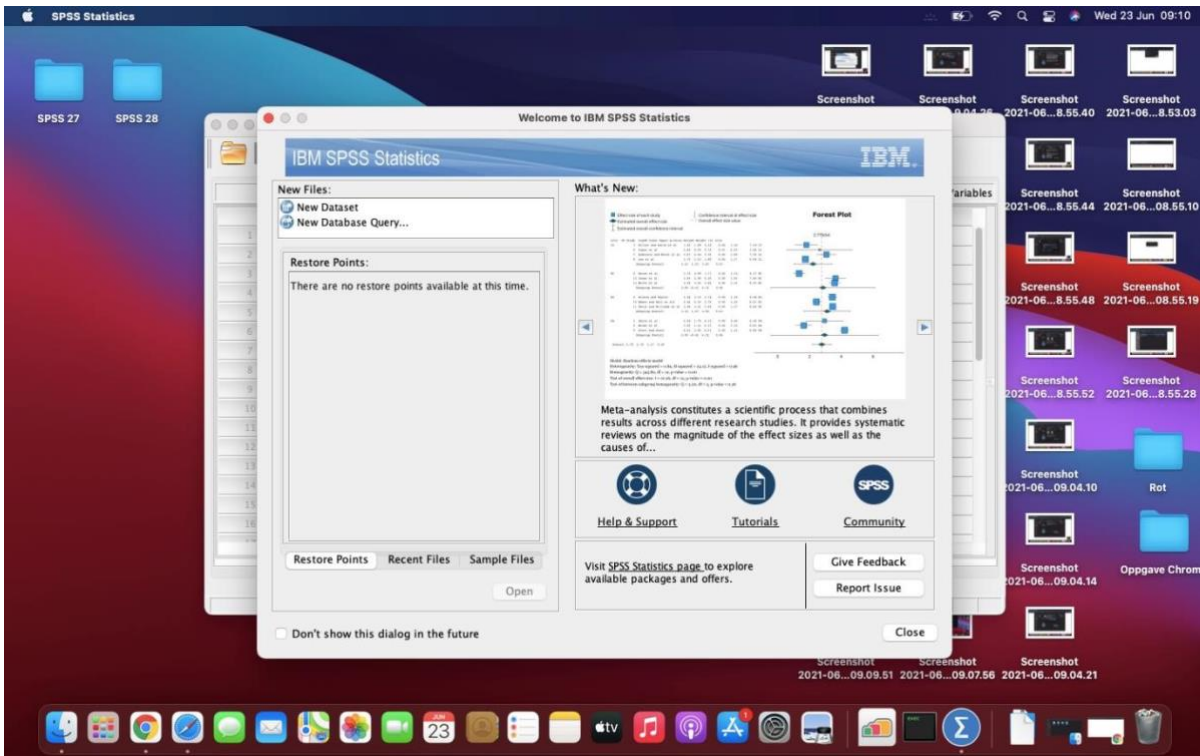 SPSS Statistics
Wed 23 Jun 09:10
SPSS 27
SPSS 28
Screenshot
Screenshot
Screenshot
2021-06...8.55.40
Screenshot
2021-06...8.53.03
Welcome to IBM SPSS Statistics
IBM SPSS Statistics
IBM.
New Files:
New Dataset
New Database Query...
Restore Points:
There are no restore points available at this time.
Restore Points
Recent Files
Sample Files
Open
Don't show this dialog in the future
What's New:
Forest Plot
Meta-analysis constitutes a scientific process that combines
results across different research studies. It provides systematic
reviews on the magnitude of the effect sizes as well as the
causes of...
Help & Support
Tutorials
SPSS
Community
Visit SPSS Statistics page to explore
available packages and offers.
Give Feedback
Report Issue
Close
Screenshot
2021-06...8.55.44
Screenshot
2021-06...08.55.10
Screenshot
2021-06...8.55.48
Screenshot
2021-06...08.55.19
Screenshot
2021-06...8.55.52
Screenshot
2021-06...8.55.28
Screenshot
2021-06...09.04.10
Rot
Screenshot
2021-06...09.04.14
Oppgave Chrom
Screenshot
2021-06...09.09.51
Screenshot
2021-06...09.07.56
Screenshot
2021-06...09.04.21
JUN
23
tv